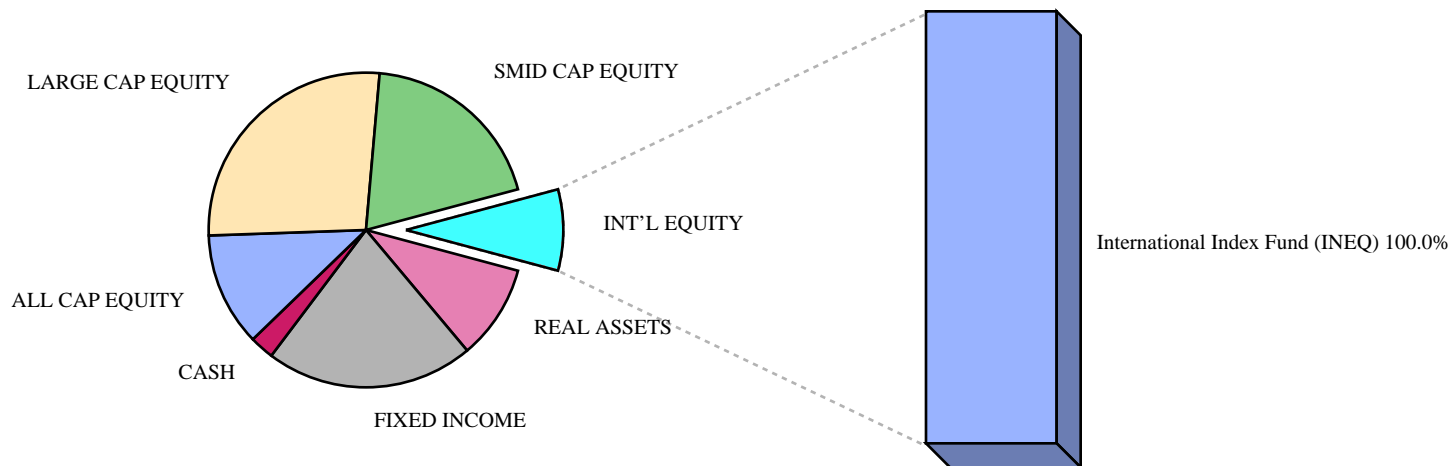 SMID CAP EQUITY
LARGE CAP EQUITY
INT'L EQUITY
International Index Fund (INEQ) 100.0%
ALL CAP EQUITY
REAL ASSETS
CASH
FIXED INCOME